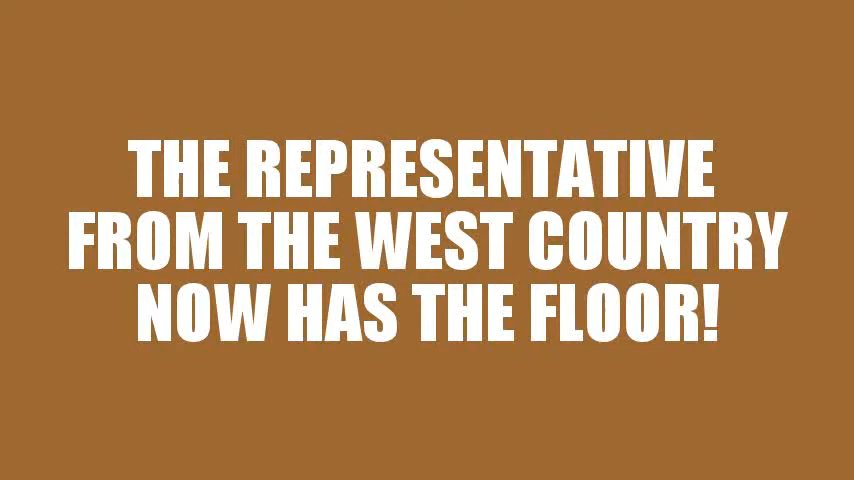 THE REPRESENTATIVE
FROM THE WEST COUNTRY
NOW HAS THE FLOOR!